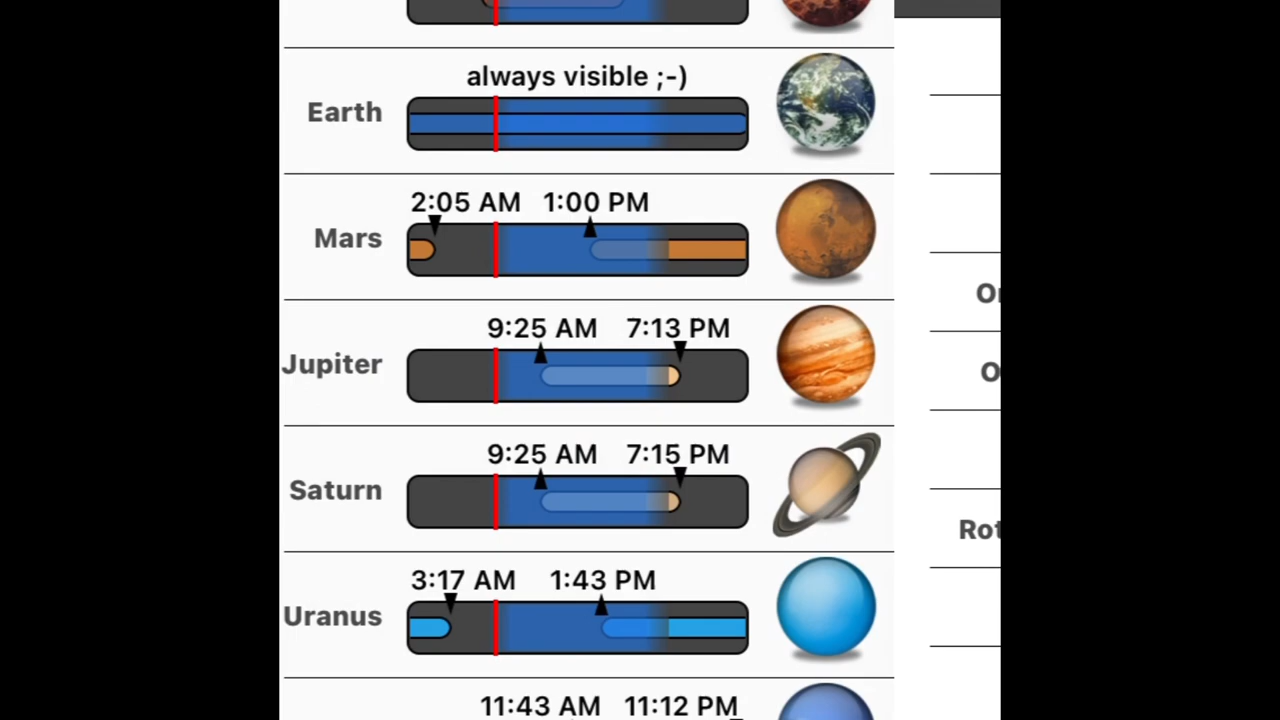 always visible ;-)
Earth
2:05 AM 1:00 PM
Mars
9:25 AM 7:13 PM
Jupiter
9:25 AM 7:15 PM
Saturn
3:17 AM 1:43 PM
Uranus
11:43 AM 11:12 PM
Rot